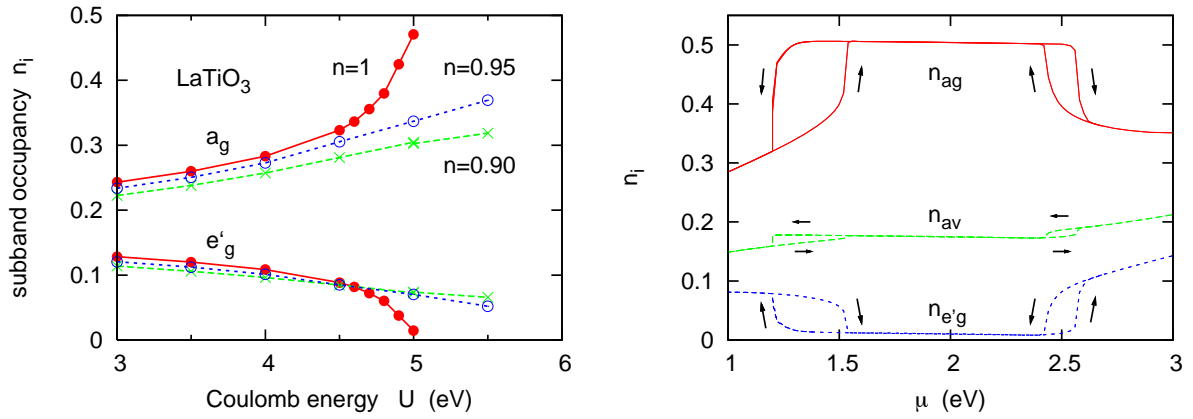 0.5
0.4
0.3
0.2
0.1
0
subband occupancy n_i
LaTiO_3
n=1
n=0.95
a_g
n=0.90
e'_g
3
4
5
6
Coulomb energy U (eV)
0.5
0.4
0.3
0.2
0.1
0
n_i
n_ag
n_av
n_e'g
1
1.5
2
2.5
3
μ (eV)